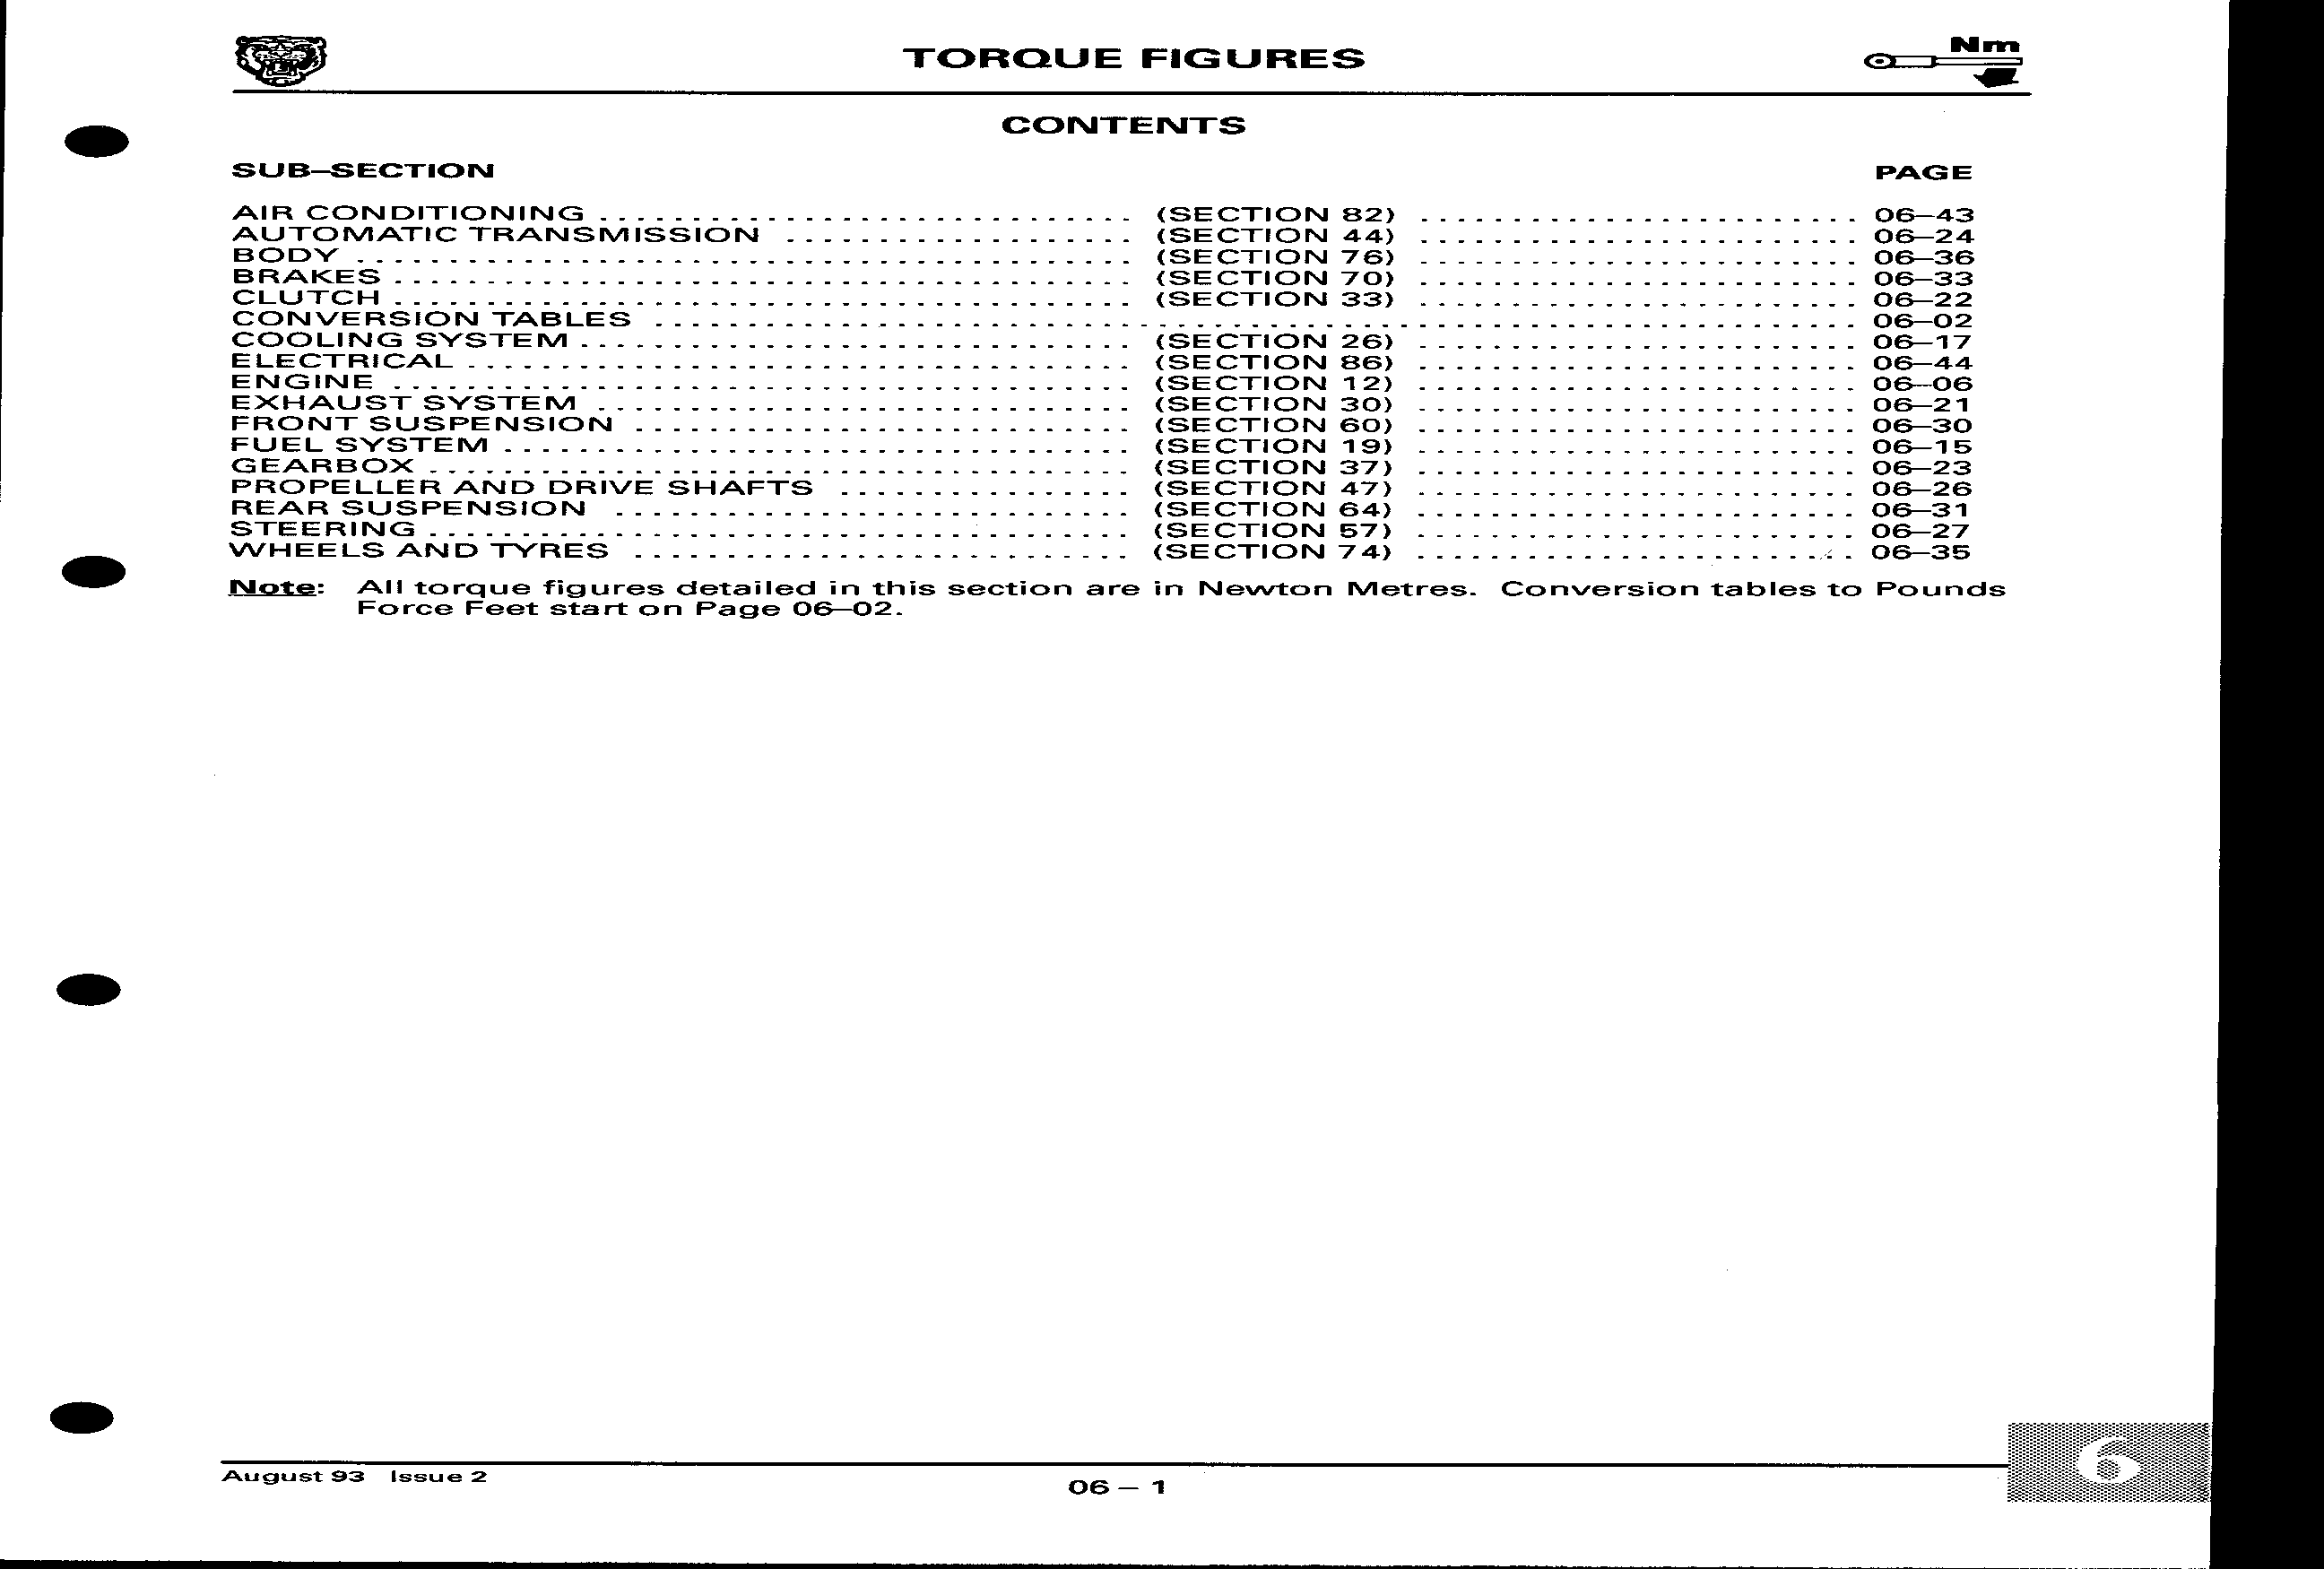 TORQUE FIGURES
Nm
CONTENTS
SUB–SECTION PAGE
AIR CONDITIONING (SECTION 82) 06–43
AUTOMATIC TRANSMISSION (SECTION 44) 06–24
BODY (SECTION 76) 06–36
BRAKES (SECTION 70) 06–33
CLUTCH (SECTION 33) 06–22
CONVERSION TABLES 06–02
COOLING SYSTEM (SECTION 26) 06–17
ELECTRICAL (SECTION 86) 06–44
ENGINE (SECTION 12) 06–06
EXHAUST SYSTEM (SECTION 30) 06–21
FRONT SUSPENSION (SECTION 60) 06–30
FUEL SYSTEM (SECTION 19) 06–15
GEARBOX (SECTION 37) 06–23
PROPELLER AND DRIVE SHAFTS (SECTION 47) 06–26
REAR SUSPENSION (SECTION 64) 06–31
STEERING (SECTION 57) 06–27
WHEELS AND TYRES (SECTION 74) 06–35
Note: All torque figures detailed in this section are in Newton Metres. Conversion tables to Pounds
Force Feet start on Page 06–02.
August 93 Issue 2
06 – 1
6